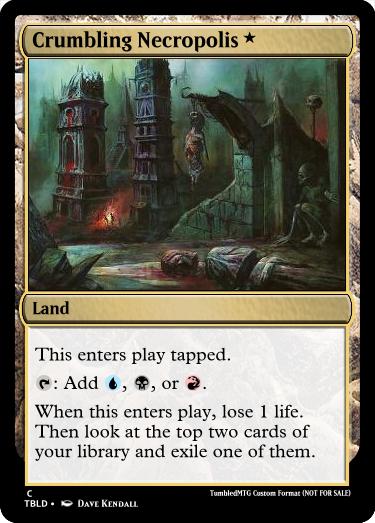 Crumbling Necropolis ★
Land
This enters play tapped.
: Add , , or .
When this enters play, lose 1 life.
Then look at the top two cards of
your library and exile one of them.
C
TBLD • Dave Kendall
TumbledMTG Custom Format (NOT FOR SALE)